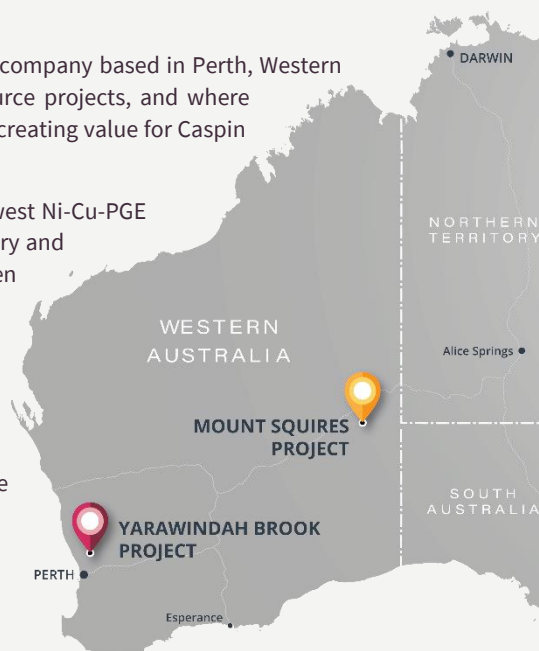 company based in Perth, Western
urce projects, and where
creating value for Caspin
west Ni-Cu-PGE
ry and
en
e
DARWIN
NORTHERN
TERRITORY
WESTERN
AUSTRALIA
Alice Springs
MOUNT SQUIRES
PROJECT
SOUTH
AUSTRALIA
YARAWINDAH BROOK
PROJECT
PERTH
Esperance